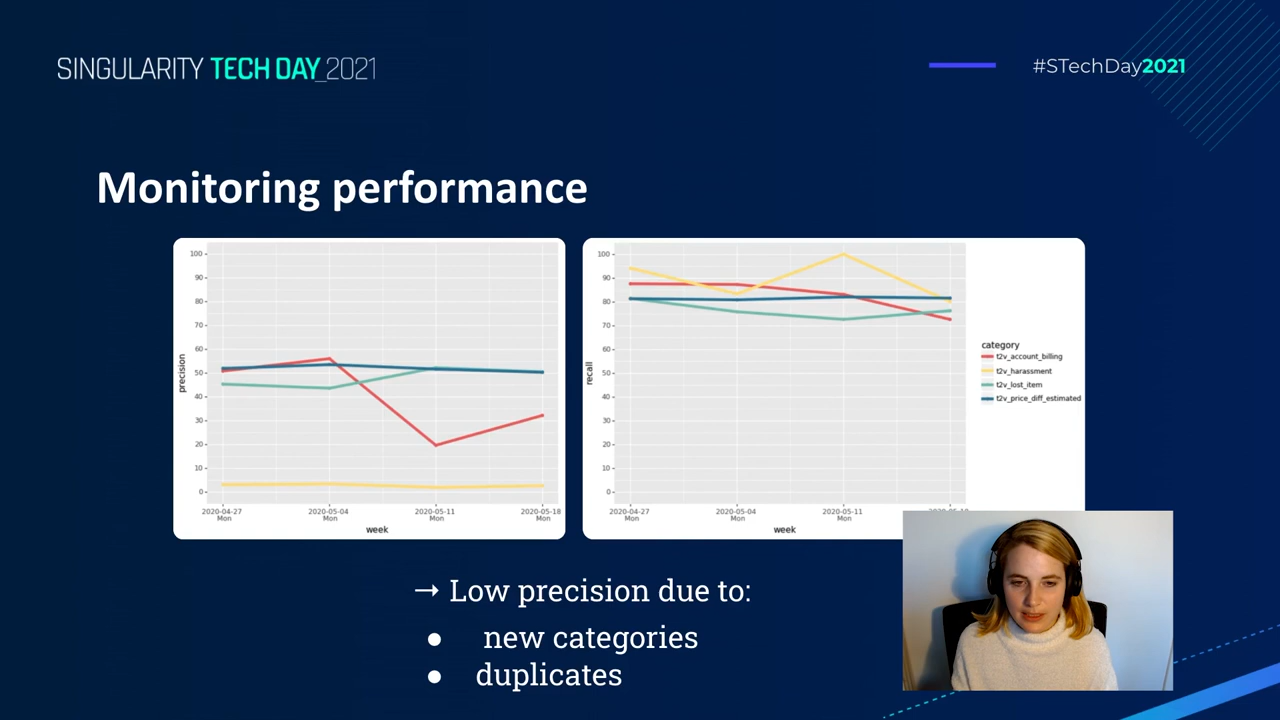 SINGULARITY TECH DAY_2021
#STechDay2021
Monitoring performance
100
90
80
70
60
50
40
30
20
10
0
precision
2020-04-27
Mon
2020-05-04
Mon
2020-05-11
Mon
2020-05-18
Mon
week
100
90
80
70
60
50
40
30
20
10
0
recall
2020-04-27
Mon
2020-05-04
Mon
2020-05-11
Mon
week
category
t2v_account_billing
t2v_harassment
t2v_lost_item
t2v_price_diff_estimated
→ Low precision due to:
● new categories
● duplicates